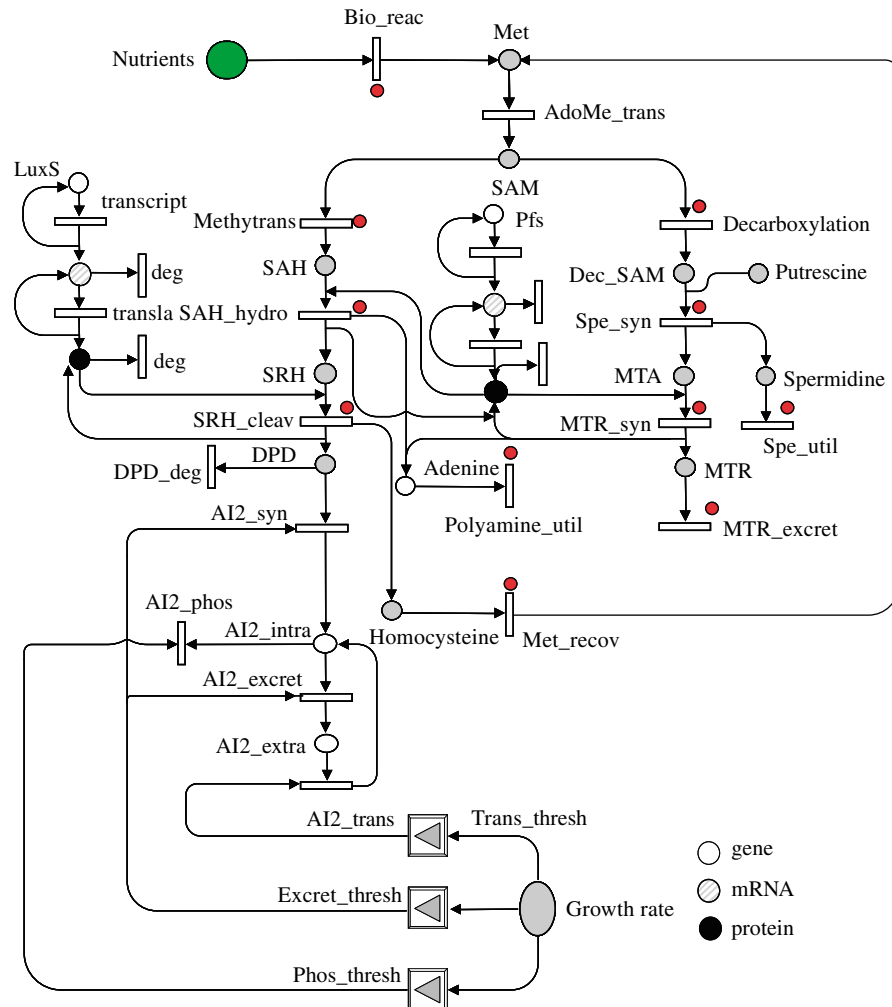 Bio_reac
Met
Nutrients
AdoMe_trans
LuxS
SAM
transcript
Methytrans
Pfs
Decarboxylation
deg
SAH
Dec_SAM
Putrescine
transla
SAH_hydro
Spe_syn
deg
SRH
MTA
Spermidine
SRH_cleav
MTR_syn
Spe_util
DPD_deg
DPD
Adenine
MTR
AI2_syn
Polyamine_util
MTR_excret
AI2_phos
AI2_intra
Homocysteine
Met_recov
AI2_excret
AI2_extra
AI2_trans
Trans_thresh
gene
mRNA
Excret_thresh
Growth rate
protein
Phos_thresh